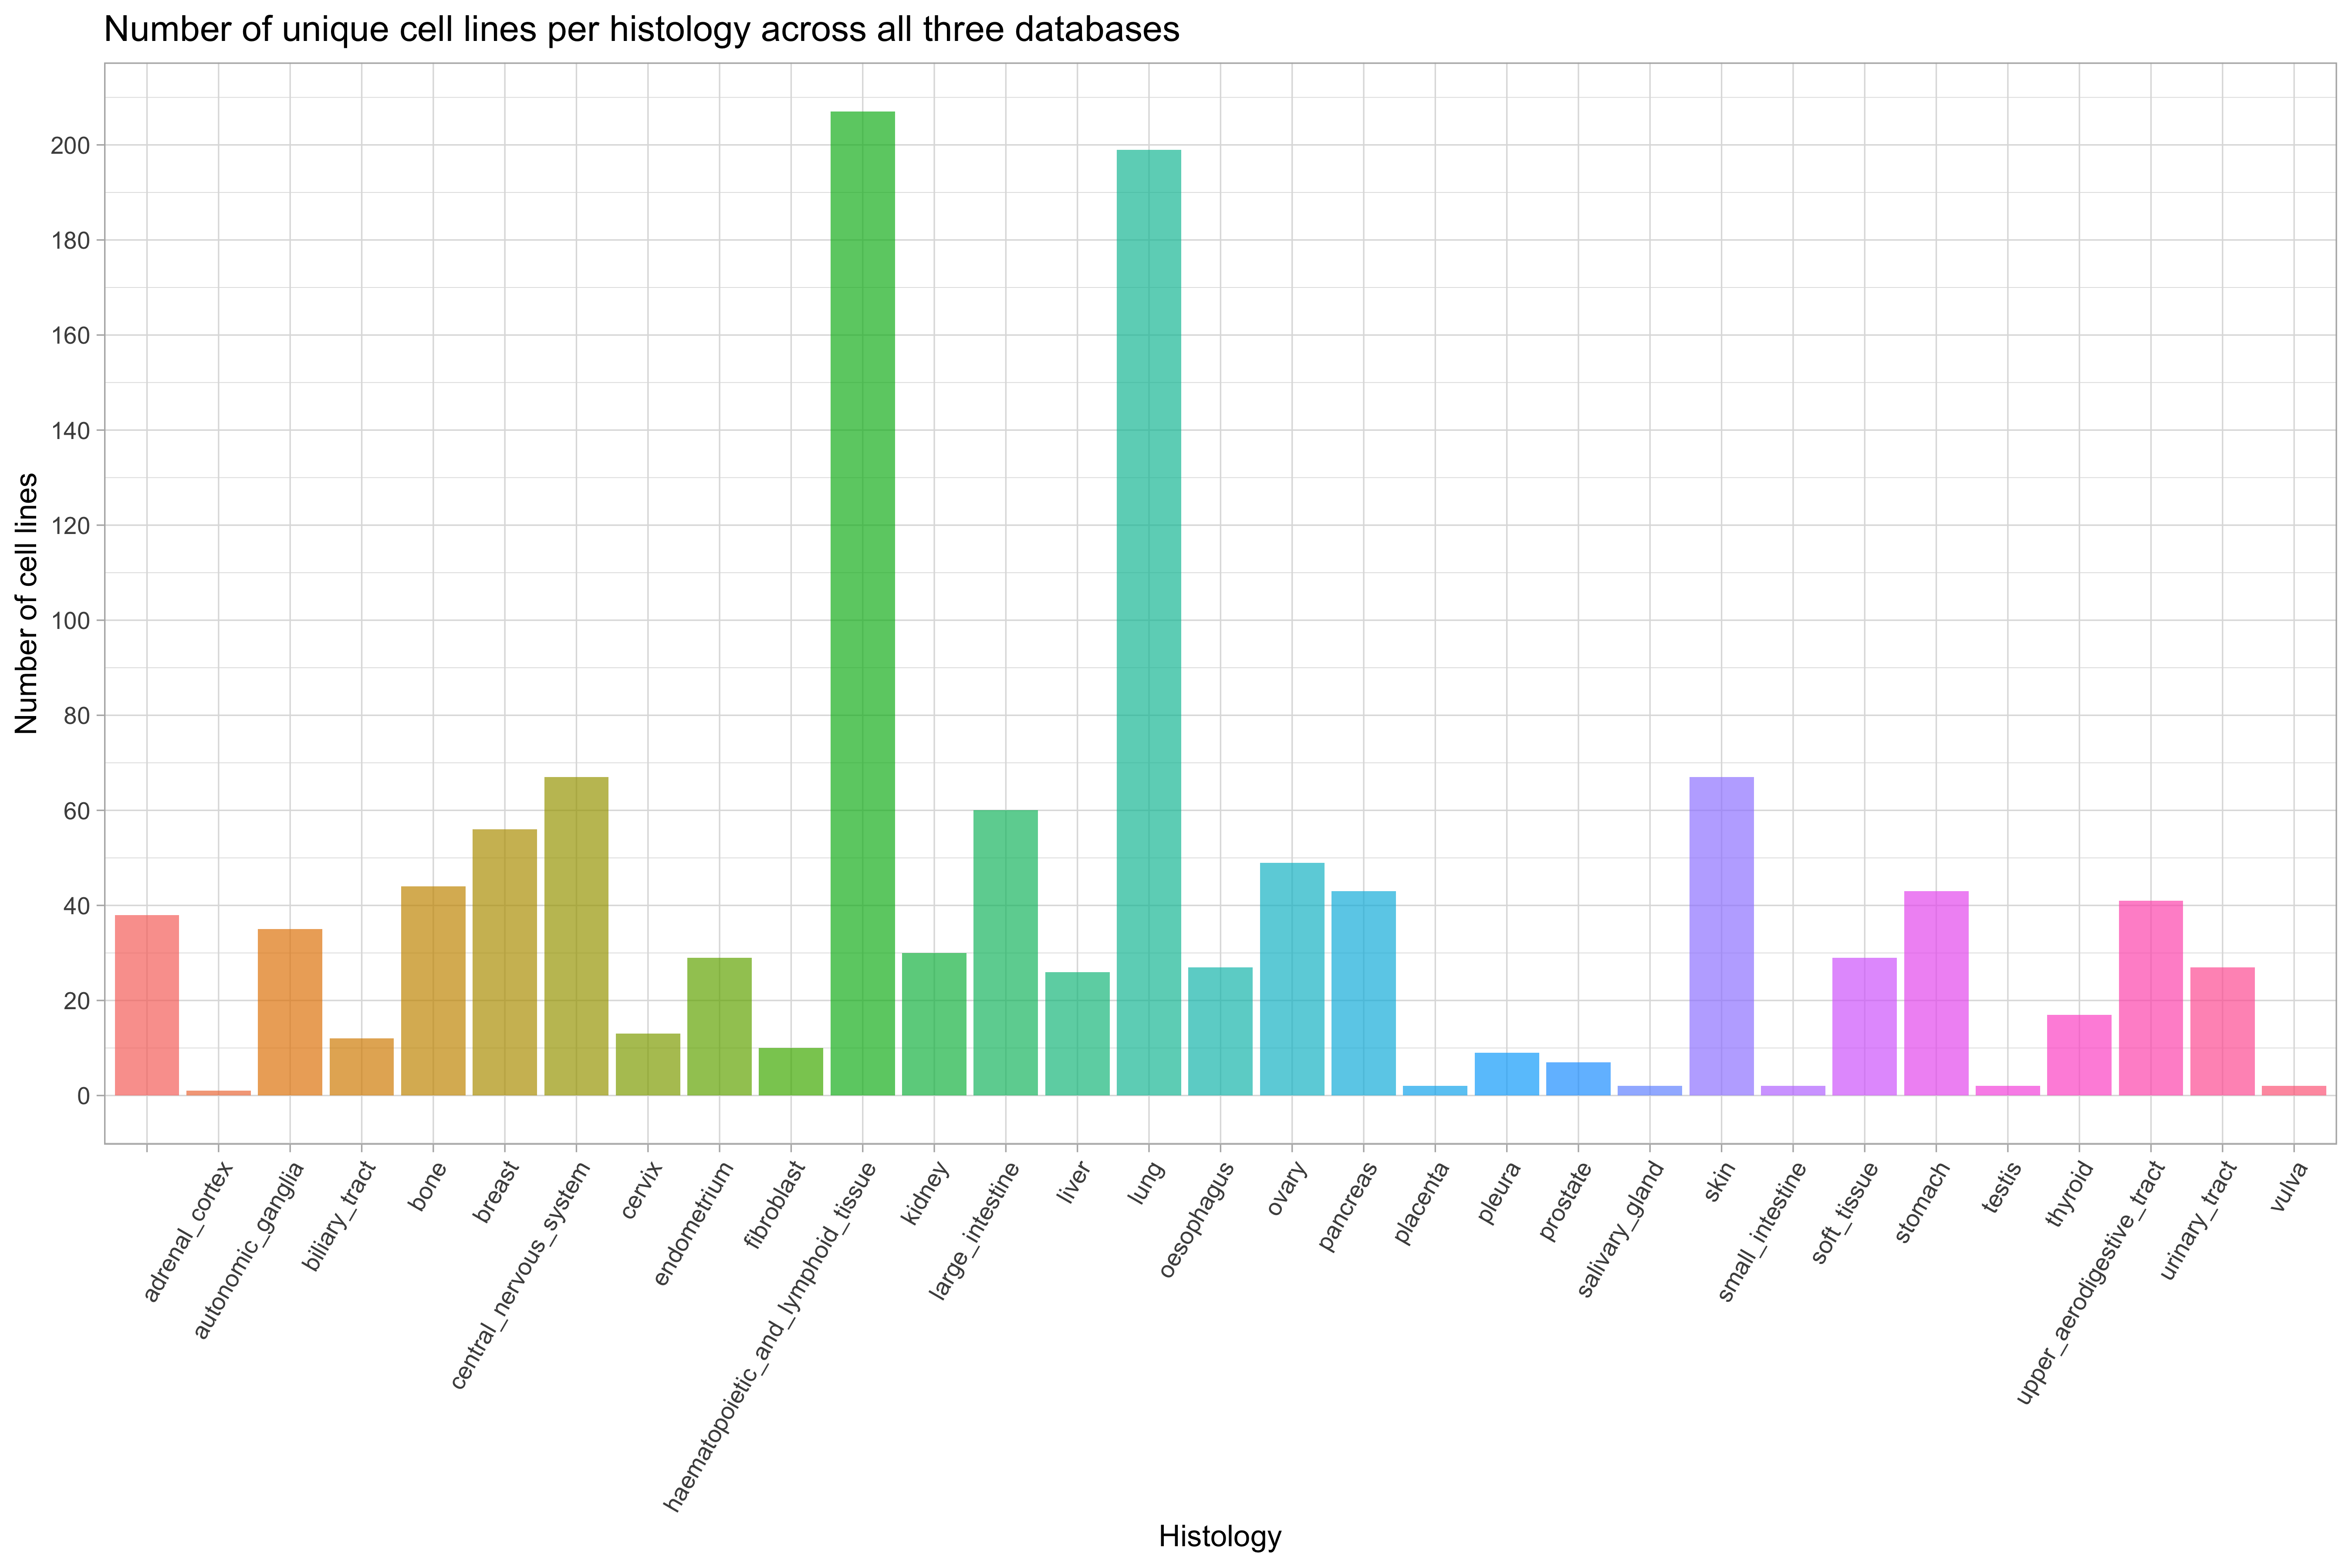 Number of unique cell lines per histology across all three databases
200
180
160
140
120
100
80
60
40
20
0
Number of cell lines
adrenal_cortex
autonomic_ganglia
biliary_tract
bone
breast
central_nervous_system
cervix
endometrium
fibroblast
haematopoietic_and_lymphoid_tissue
kidney
large_intestine
liver
lung
oesophagus
ovary
pancreas
placenta
pleura
prostate
salivary_gland
skin
small_intestine
soft_tissue
stomach
testis
thyroid
upper_aerodigestive_tract
urinary_tract
vulva
Histology